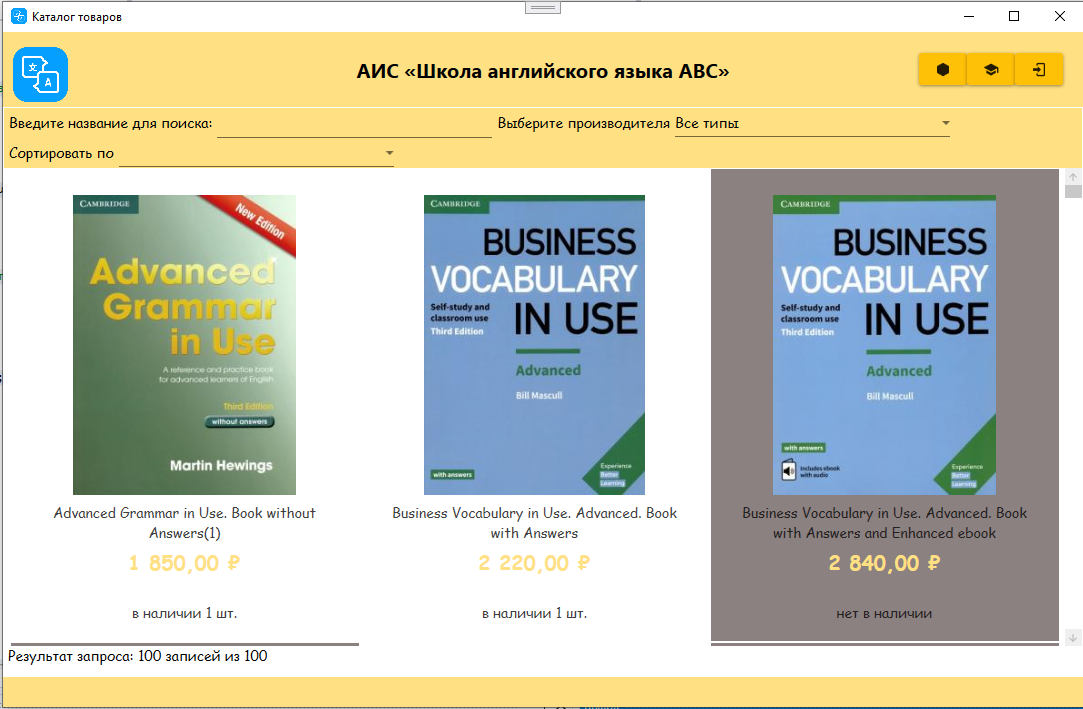 Каталог товаров
АИС «Школа английского языка АВС»
Введите название для поиска:
Выберите производителя Все типы
Сортировать по
CAMBRIDGE
New Edition
Advanced
Grammar
in Use
A reference and practice book
for advanced learners of English
Third Edition
without answers
Martin Hewings
Advanced Grammar in Use. Book without
Answers(1)
1 850,00 ₽
в наличии 1 шт.
CAMBRIDGE
BUSINESS
VOCABULARY
IN USE
Self-study and
classroom use
Third Edition
Advanced
Bill Mascull
with answers
Experience
Better
Learning
Business Vocabulary in Use. Advanced. Book
with Answers
2 220,00 ₽
в наличии 1 шт.
CAMBRIDGE
BUSINESS
VOCABULARY
IN USE
Self-study and
classroom use
Third Edition
Advanced
Bill Mascull
with answers
Includes ebook
with audio
Experience
Better
Learning
Business Vocabulary in Use. Advanced. Book
with Answers and Enhanced ebook
2 840,00 ₽
нет в наличии
Результат запроса: 100 записей из 100